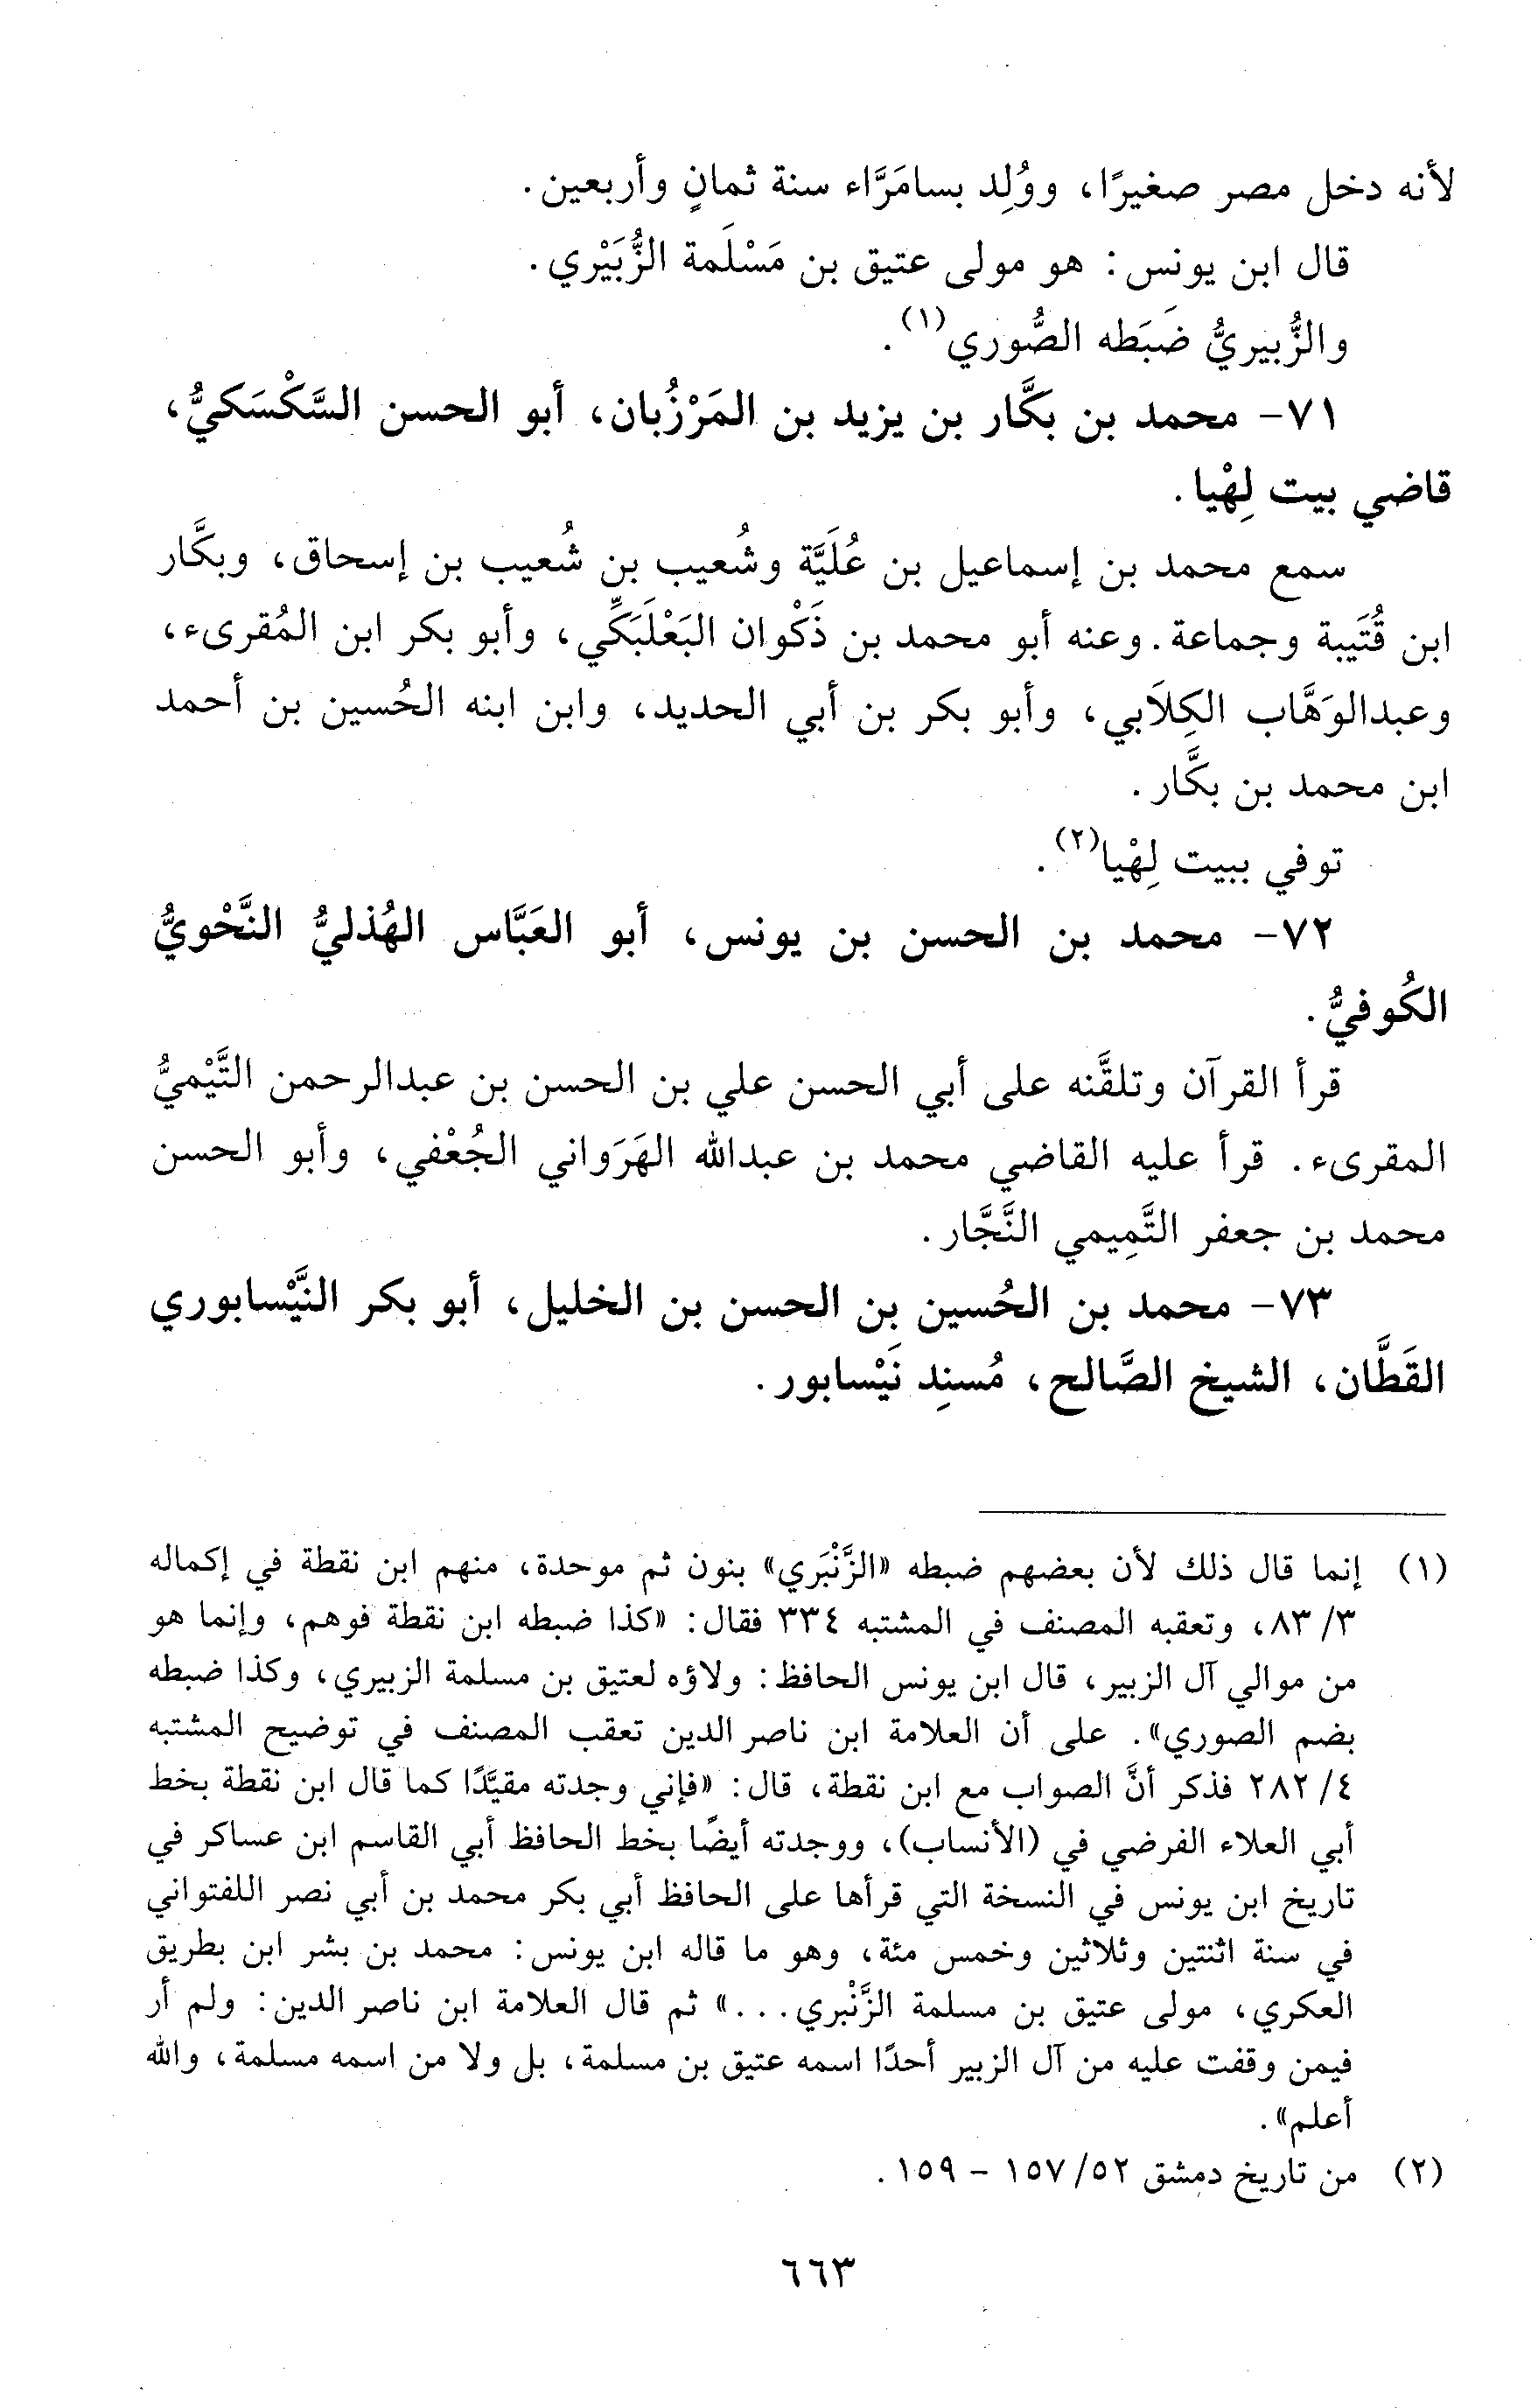 لأنه دخل مصر صغيرًا، ووُلِد بسامَرَّاء سنة ثمانٍ وأربعين.
قال ابن يونس: هو مولى عتيق بن مَسْلَمة الزُّبَيْري.
والزُّبيريُّ ضَبَطه الصُّوري(١).
٧١- محمد بن بكَّار بن يزيد بن المَرْزُبان، أبو الحسن السَّكْسَكيُّ،
قاضي بيت لِهْيا.
سمع محمد بن إسماعيل بن عُلَيَّة وشُعيب بن شُعيب بن إسحاق، وبكَّار
ابن قُتَيبة وجماعة. وعنه أبو محمد بن ذَكْوان البَعْلَبَكِّي، وأبو بكر ابن المُقرىء،
وعبدالوَهَّاب الكِلَابي، وأبو بكر بن أبي الحديد، وابن ابنه الحُسين بن أحمد
ابن محمد بن بكَّار.
توفي ببيت لِهْيا(٢).
٧٢- محمد بن الحسن بن يونس، أبو العَبَّاس الهُذليُّ النَّحْويُّ
الكُوفيُّ.
قرأ القرآن وتلقَّنه على أبي الحسن علي بن الحسن بن عبدالرحمن التَّيْميُّ
المقرىء. قرأ عليه القاضي محمد بن عبدالله الهَرَواني الجُعْفي، وأبو الحسن
محمد بن جعفر التَّمِيمي النَّجَّار.
٧٣- محمد بن الحُسين بن الحسن بن الخليل، أبو بكر النَّيْسابوري
القَطَّان، الشيخ الصَّالح، مُسنِد نَيْسابور.
(١) إنما قال ذلك لأن بعضهم ضبطه «الزَّنْبَري» بنون ثم موحدة، منهم ابن نقطة في إكماله
٣/ ٨٣، وتعقبه المصنف في المشتبه ٣٣٤ فقال: «كذا ضبطه ابن نقطة فوهم، وإنما هو
من موالي آل الزبير، قال ابن يونس الحافظ: ولاؤه لعتيق بن مسلمة الزبيري، وكذا ضبطه
بضم الصوري». على أن العلامة ابن ناصر الدين تعقب المصنف في توضيح المشتبه
٤/ ٢٨٢ فذكر أنَّ الصواب مع ابن نقطة، قال: «فإني وجدته مقيَّدًا كما قال ابن نقطة بخط
أبي العلاء الفرضي في (الأنساب)، ووجدته أيضًا بخط الحافظ أبي القاسم ابن عساكر في
تاريخ ابن يونس في النسخة التي قرأها على الحافظ أبي بكر محمد بن أبي نصر اللفتواني
في سنة اثنتين وثلاثين وخمس مئة، وهو ما قاله ابن يونس: محمد بن بشر ابن بطريق
العكري، مولى عتيق بن مسلمة الزَّنْبري...» ثم قال العلامة ابن ناصر الدين: ولم أر
فيمن وقفت عليه من آل الزبير أحدًا اسمه عتيق بن مسلمة، بل ولا من اسمه مسلمة، والله
أعلم».
(٢) من تاريخ دمشق ٥٢/ ١٥٧ - ١٥٩.
٦٦٣